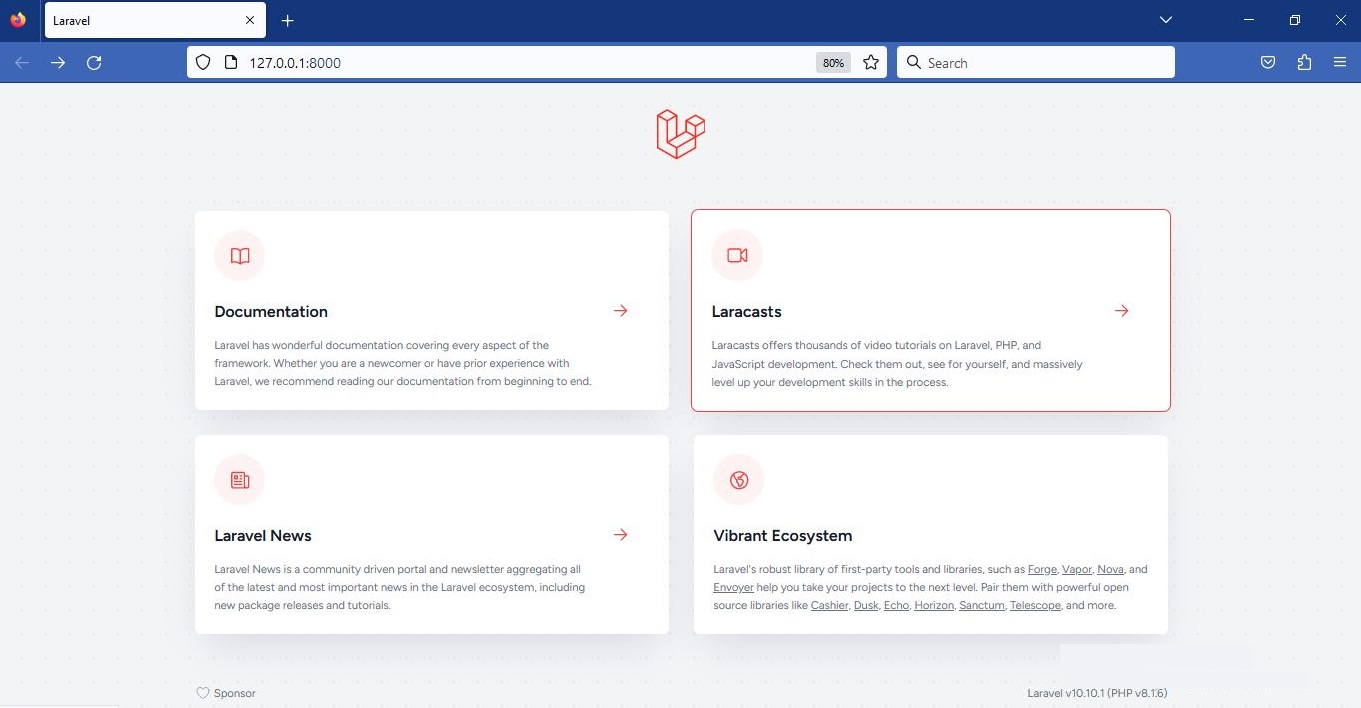 Laravel
127.0.0.1:8000
80%
Search
Documentation
Laravel has wonderful documentation covering every aspect of the
framework. Whether you are a newcomer or have prior experience with
Laravel, we recommend reading our documentation from beginning to end.
Laracasts
Laracasts offers thousands of video tutorials on Laravel, PHP, and
JavaScript development. Check them out, see for yourself, and massively
level up your development skills in the process.
Laravel News
Laravel News is a community driven portal and newsletter aggregating all
of the latest and most important news in the Laravel ecosystem, including
new package releases and tutorials.
Vibrant Ecosystem
Laravel's robust library of first-party tools and libraries, such as Forge, Vapor, Nova, and
Envoyer help you take your projects to the next level. Pair them with powerful open
source libraries like Cashier, Dusk, Echo, Horizon, Sanctum, Telescope, and more.
Sponsor
Laravel v10.10.1 (PHP v8.1.6)